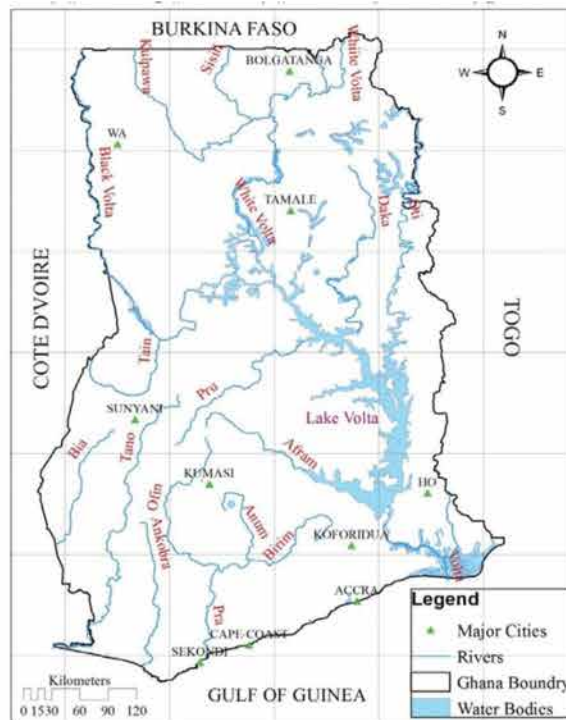 BURKINA FASO
Kulpawn
Sisili
BOLGATANGA
Whiite Volta
N
W
E
S
WA
Black Volta
White Volta
TAMALE
Daka
Oti
COTE D'VOIRE
TOGO
Tain
Pru
SUNYANI
Lake Volta
Bia
Tano
Afram
KUMASI
HO
Ofin
Anum
Ankobra
Birim
KOFORIDUA
Volta
ACCRA
Pra
CAPE-COAST
SEKONDI
Kilometers
0 1530 60 90 120
GULF OF GUINEA
Legend
Major Cities
Rivers
Ghana Boundry
Water Bodies